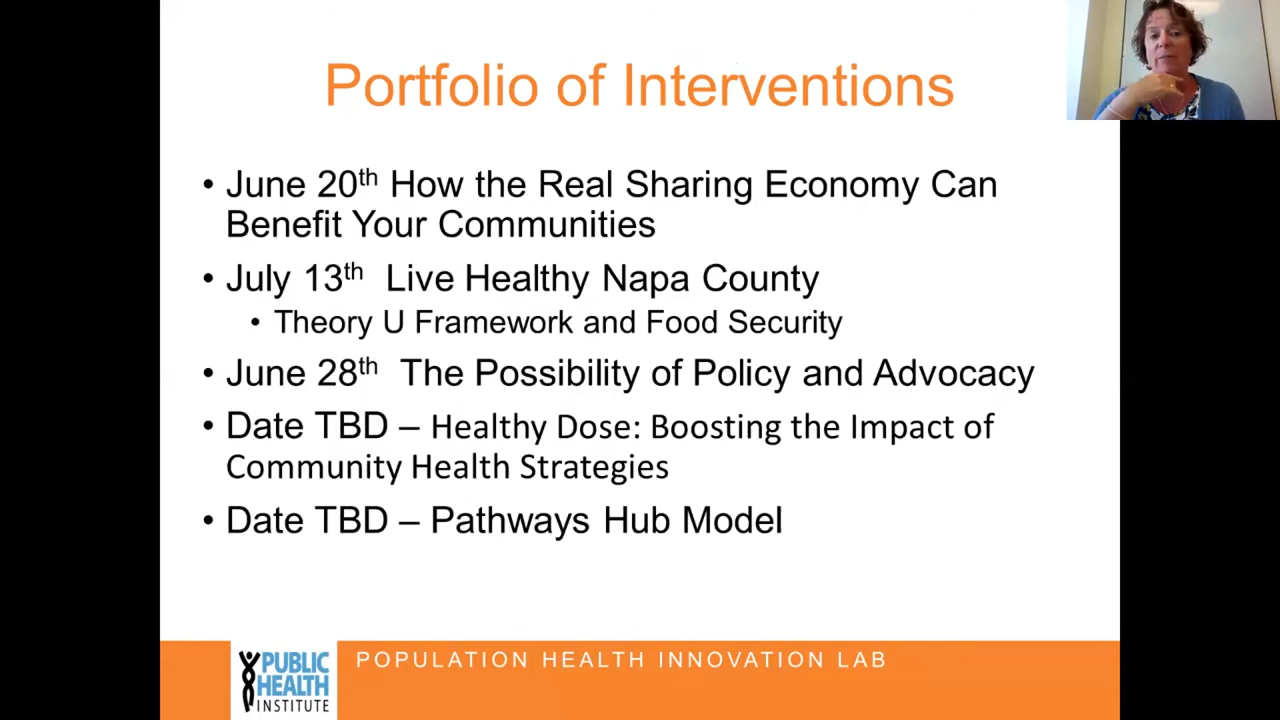 Portfolio of Interventions
• June 20th How the Real Sharing Economy Can
Benefit Your Communities
• July 13th Live Healthy Napa County
• Theory U Framework and Food Security
• June 28th The Possibility of Policy and Advocacy
• Date TBD – Healthy Dose: Boosting the Impact of
Community Health Strategies
• Date TBD – Pathways Hub Model
PUBLIC
HEALTH
INSTITUTE
POPULATION HEALTH INNOVATION LAB